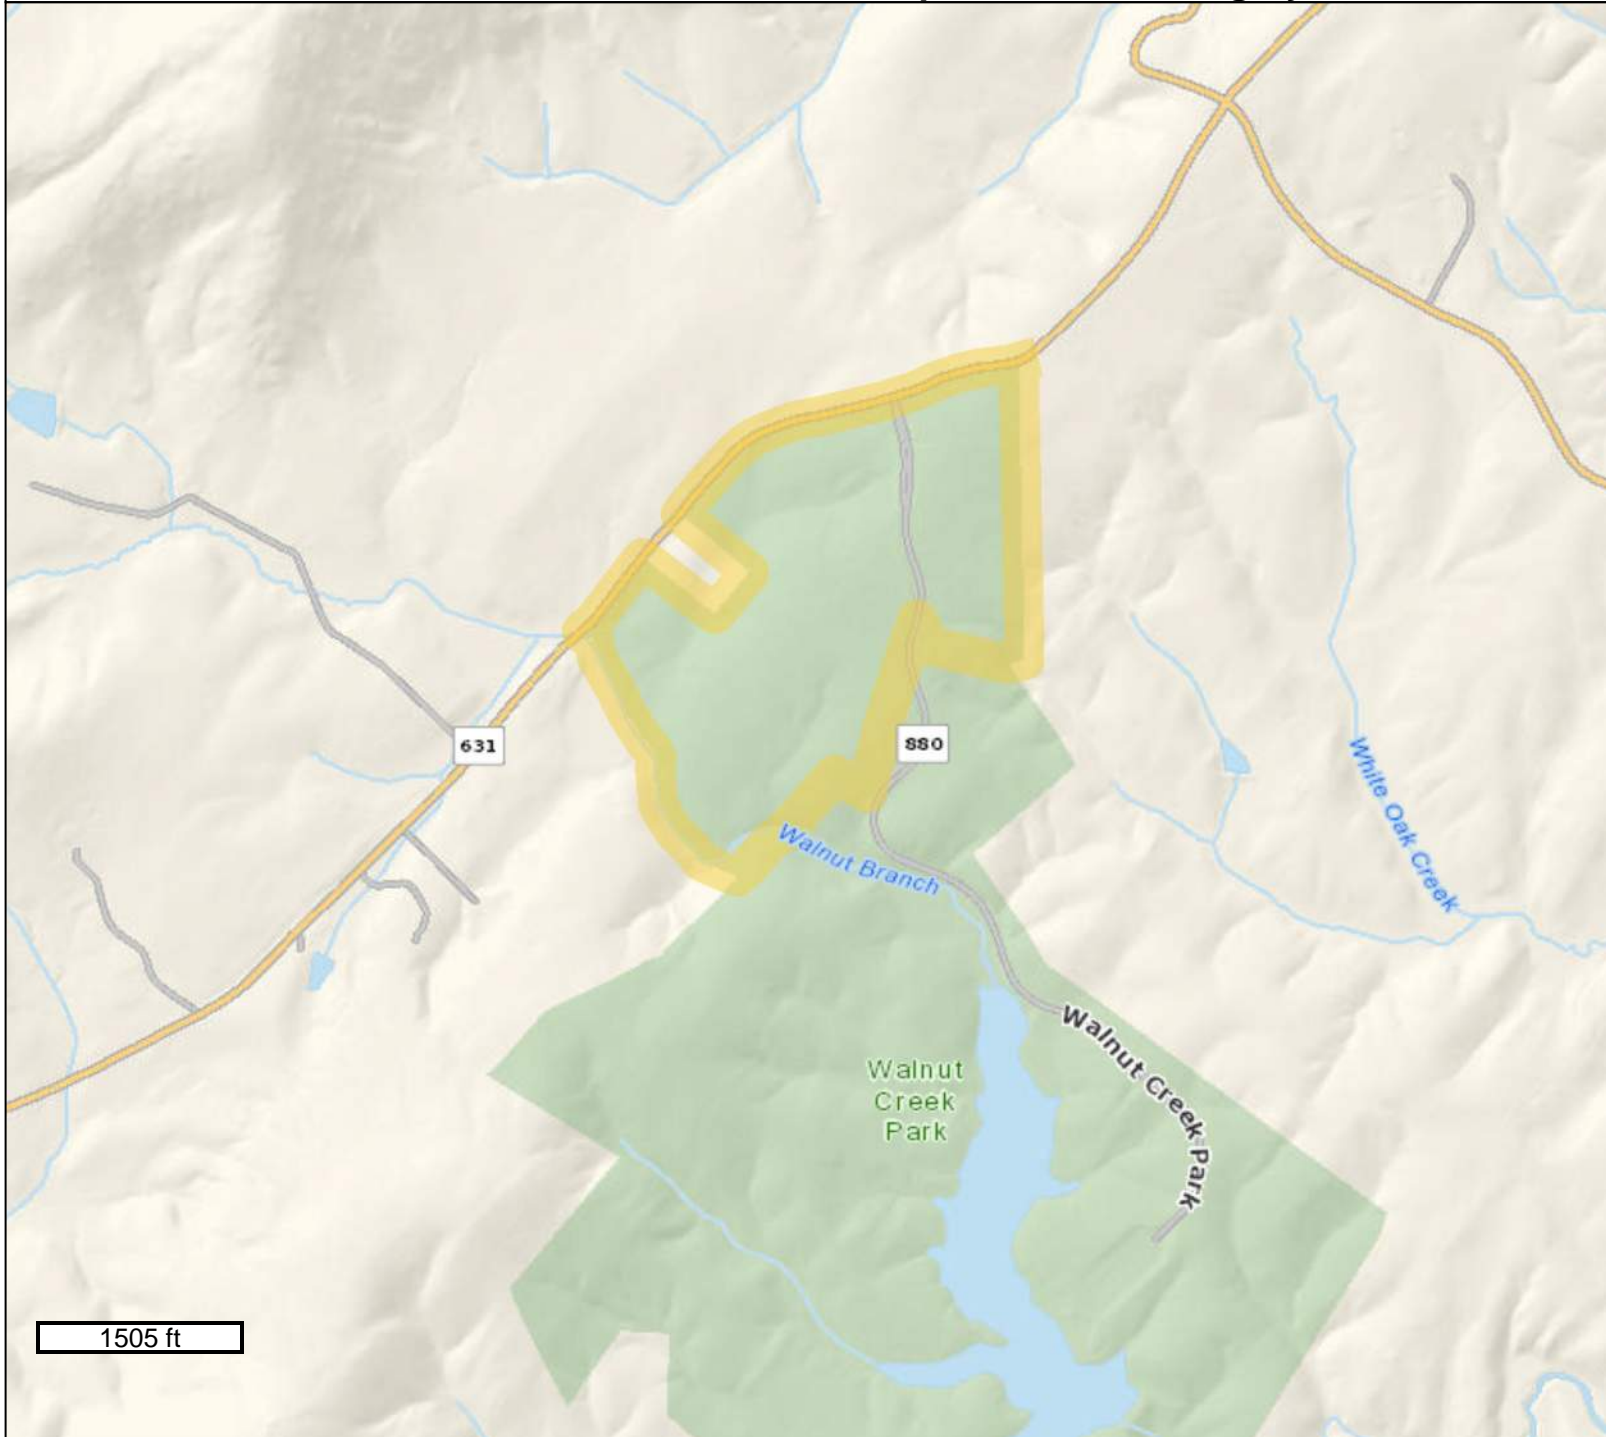 631
880
Walnut Branch
White Oak Creek
Walnut Creek Park
Walnut
Creek
Park
1505 ft